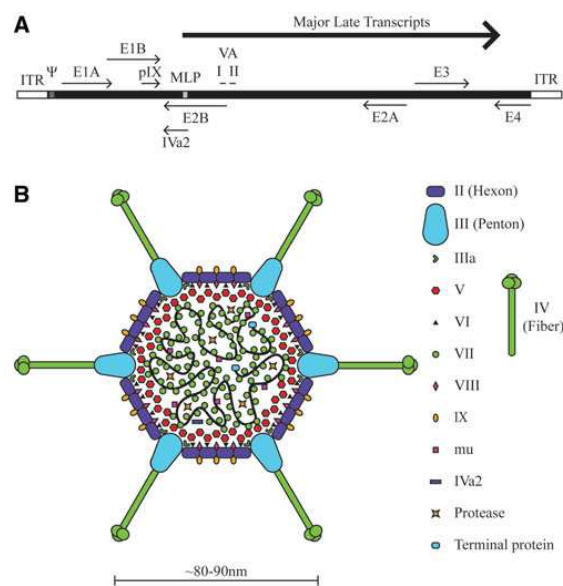 A
Major Late Transcripts
E1B
VA
ITR Ψ E1A pIX MLP I II E3 ITR
E2B E2A E4
IVa2
B
II (Hexon)
III (Penton)
IIIa
V
VI
VII
VIII
IX
mu
IVa2
Protease
Terminal protein
IV
(Fiber)
~80-90nm